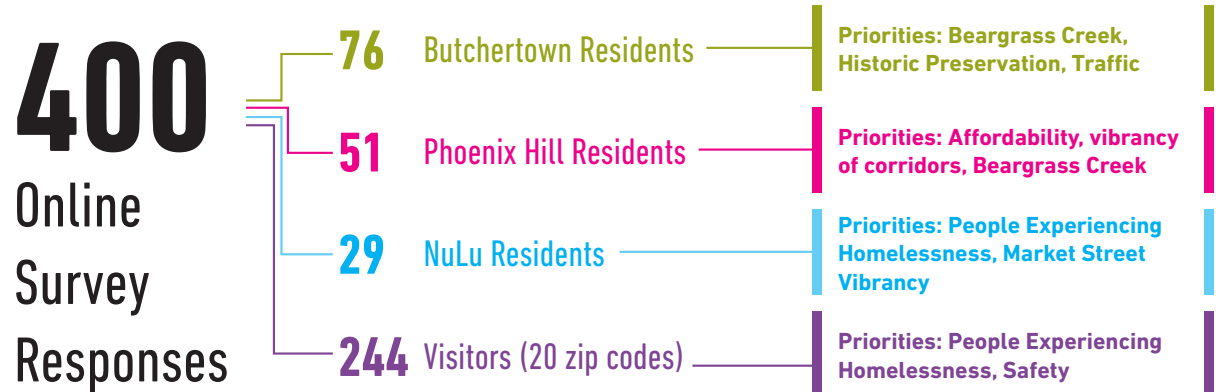 400
Online
Survey
Responses
76 Butchertown Residents
Priorities: Beargrass Creek,
Historic Preservation, Traffic
51 Phoenix Hill Residents
Priorities: Affordability, vibrancy
of corridors, Beargrass Creek
29 NuLu Residents
Priorities: People Experiencing
Homelessness, Market Street
Vibrancy
244 Visitors (20 zip codes)
Priorities: People Experiencing
Homelessness, Safety